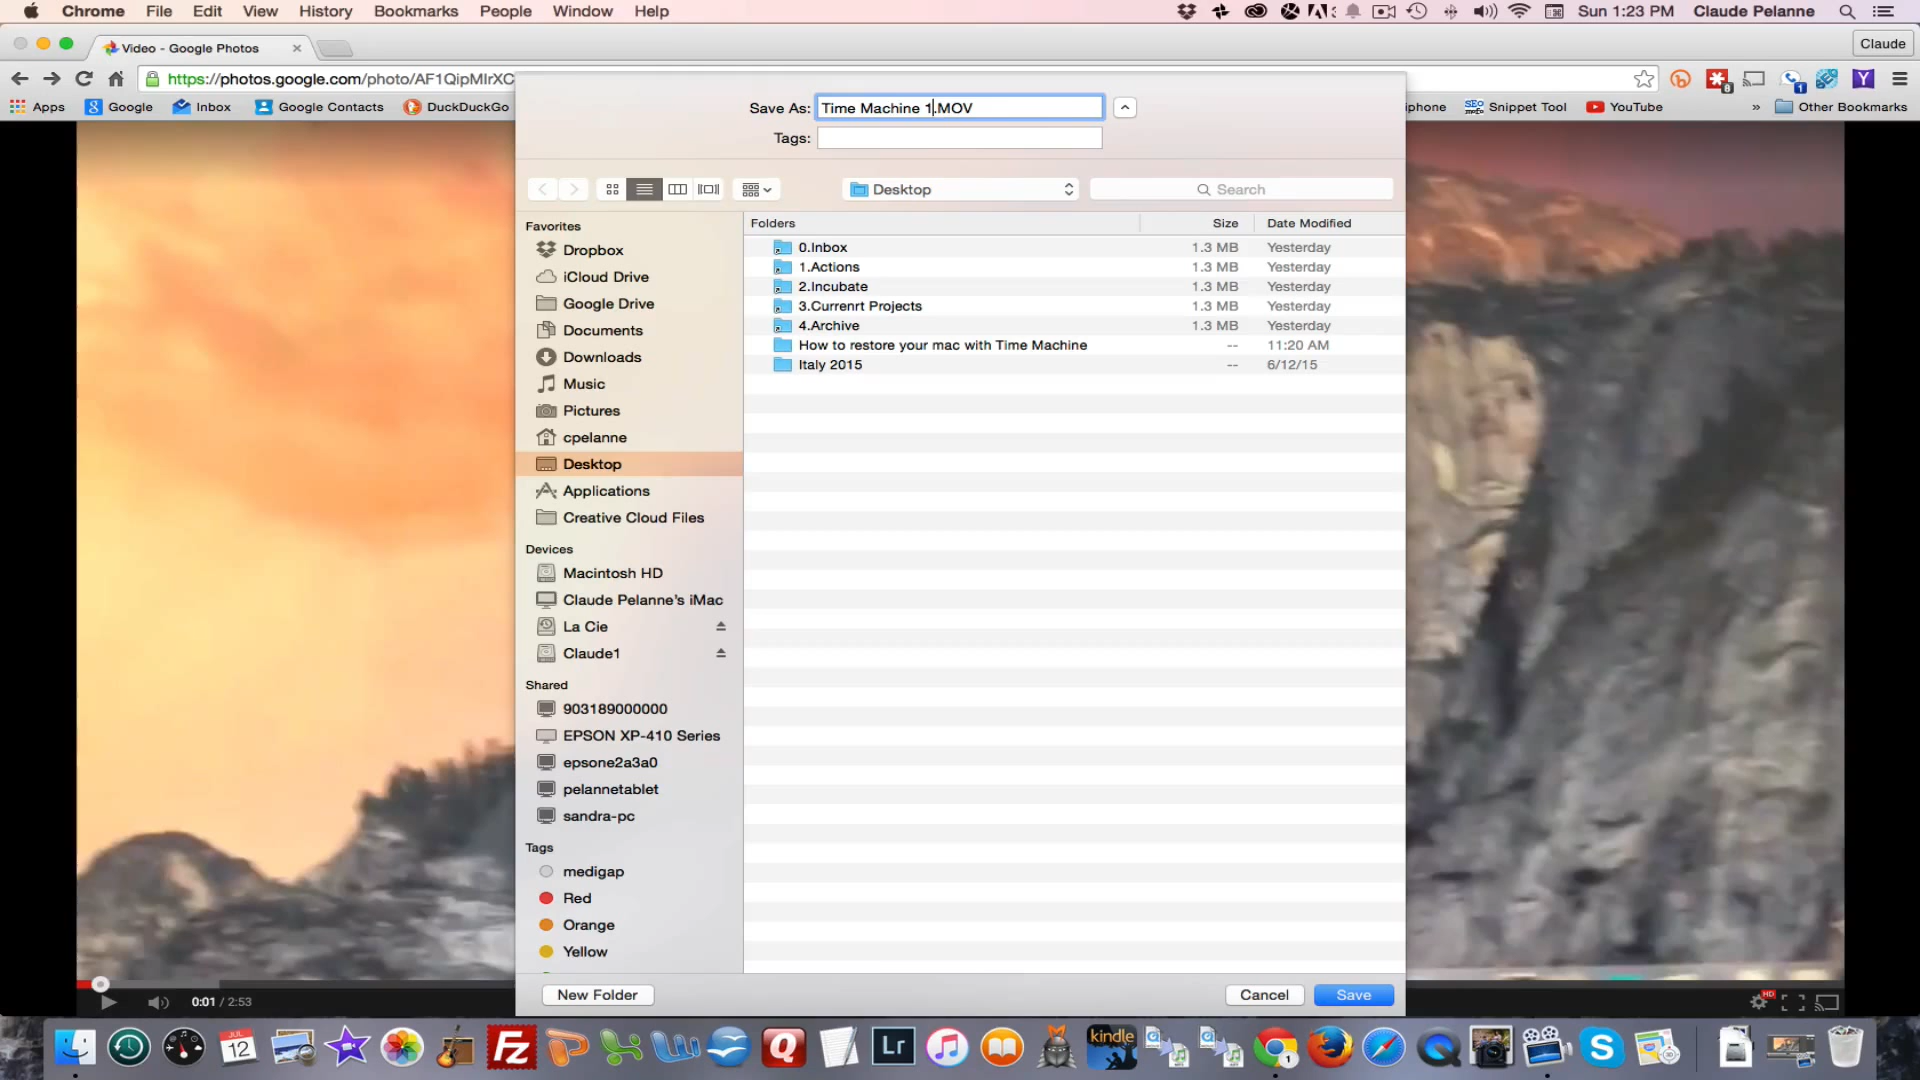 Chrome File Edit View History Bookmarks People Window Help Sun 1:23 PM Claude Pelanne
Video - Google Photos Claude
https://photos.google.com/photo/AF1QipMIrXC
8 1 Y
Apps Google Inbox Google Contacts DuckDuckGo iphone SEO Snippet Tool YouTube » Other Bookmarks
Save As: Time Machine 1.MOV
Tags:
Desktop Search
Favorites
Dropbox
iCloud Drive
Google Drive
Documents
Downloads
Music
Pictures
cpelanne
Desktop
Applications
Creative Cloud Files
Devices
Macintosh HD
Claude Pelanne's iMac
La Cie
Claude1
Shared
903189000000
EPSON XP-410 Series
epsone2a3a0
pelannetablet
sandra-pc
Tags
medigap
Red
Orange
Yellow
Folders Size Date Modified
0.Inbox 1.3 MB Yesterday
1.Actions 1.3 MB Yesterday
2.Incubate 1.3 MB Yesterday
3.Currenrt Projects 1.3 MB Yesterday
4.Archive 1.3 MB Yesterday
How to restore your mac with Time Machine -- 11:20 AM
Italy 2015 -- 6/12/15
New Folder Cancel Save
0:01 / 2:53 HD
JUL 12 Fz Q Lr kindle 1 S